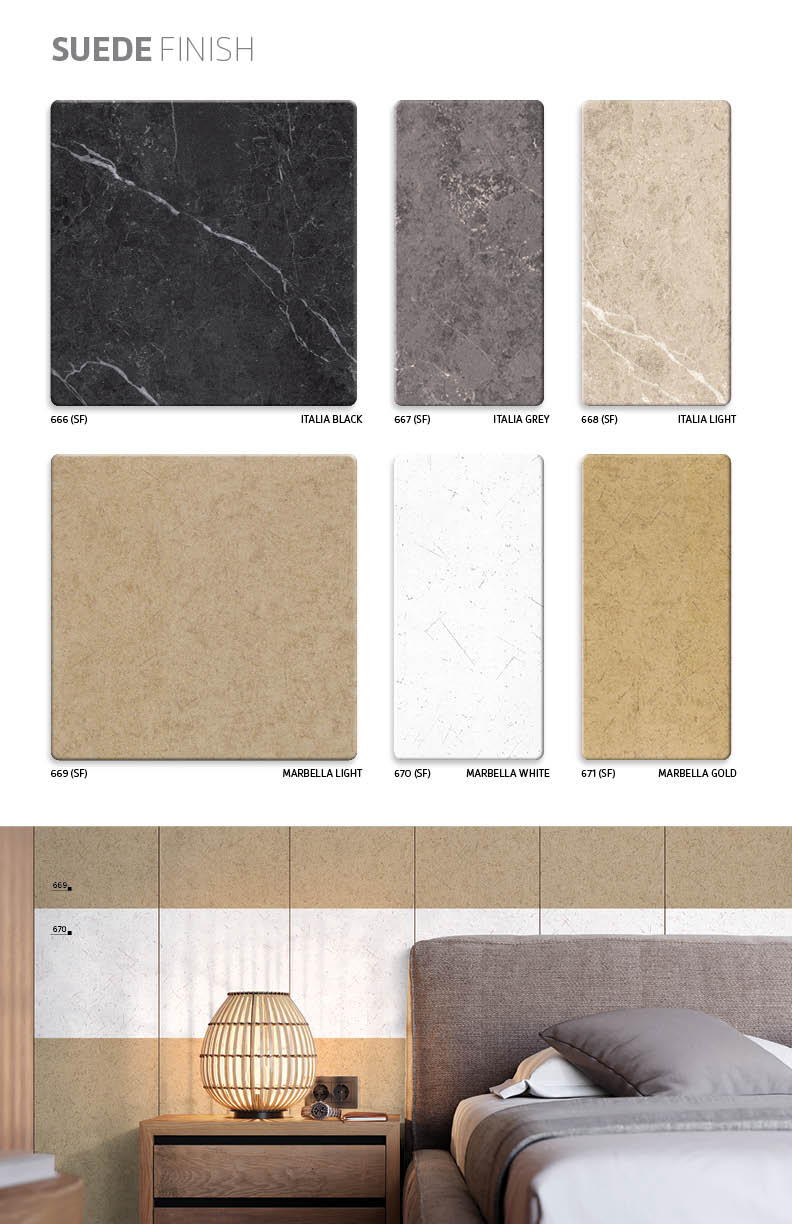 SUEDE FINISH
666 (SF) ITALIA BLACK
667 (SF) ITALIA GREY
668 (SF) ITALIA LIGHT
669 (SF) MARBELLA LIGHT
670 (SF) MARBELLA WHITE
671 (SF) MARBELLA GOLD
669
670